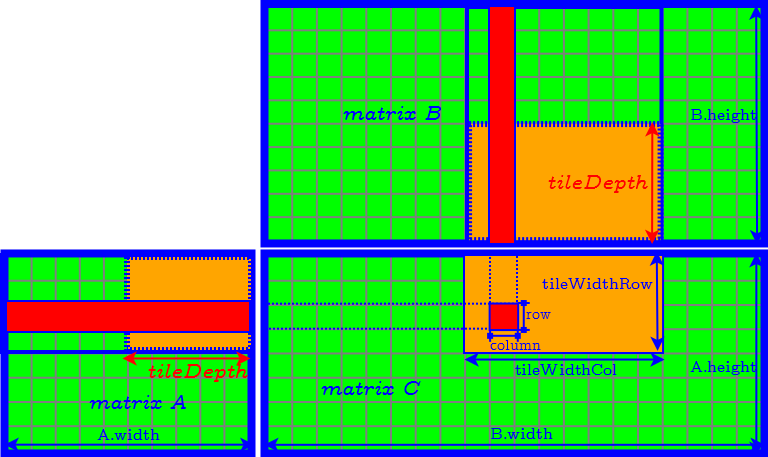 matrix B
B.height
tileDepth
tileWidthRow
row
column
tileWidthCol
A.height
tileDepth
matrix C
matrix A
A.width
B.width